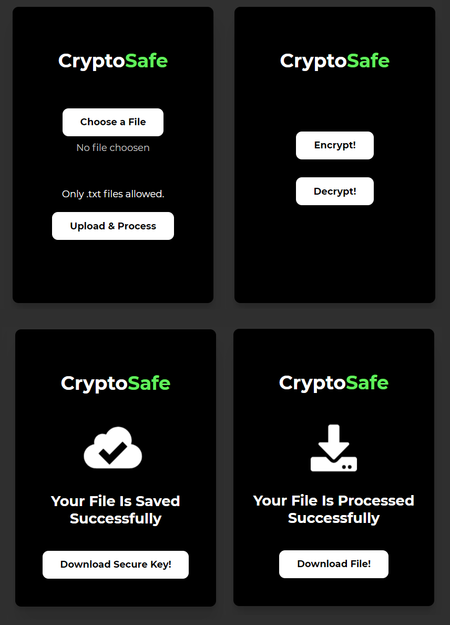 CryptoSafe
Choose a File
No file choosen
Only .txt files allowed.
Upload & Process
CryptoSafe
Encrypt!
Decrypt!
CryptoSafe
Your File Is Saved
Successfully
Download Secure Key!
CryptoSafe
Your File Is Processed
Successfully
Download File!